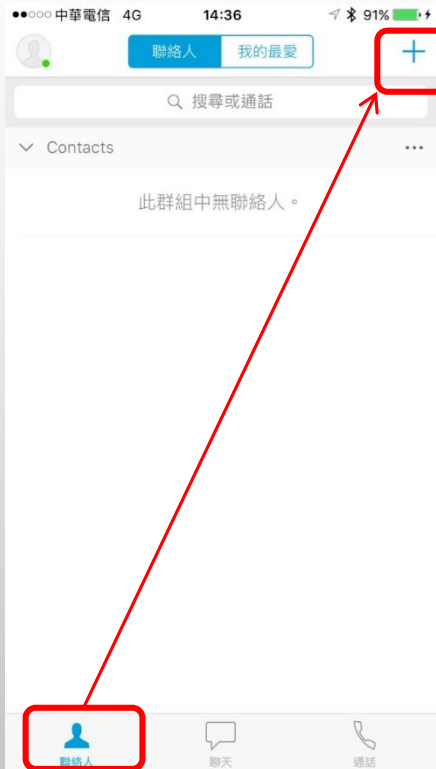 中華電信 4G 14:36 91%
聯絡人 我的最愛
搜尋或通話
Contacts
此群組中無聯絡人。
聯絡人 聊天 通話